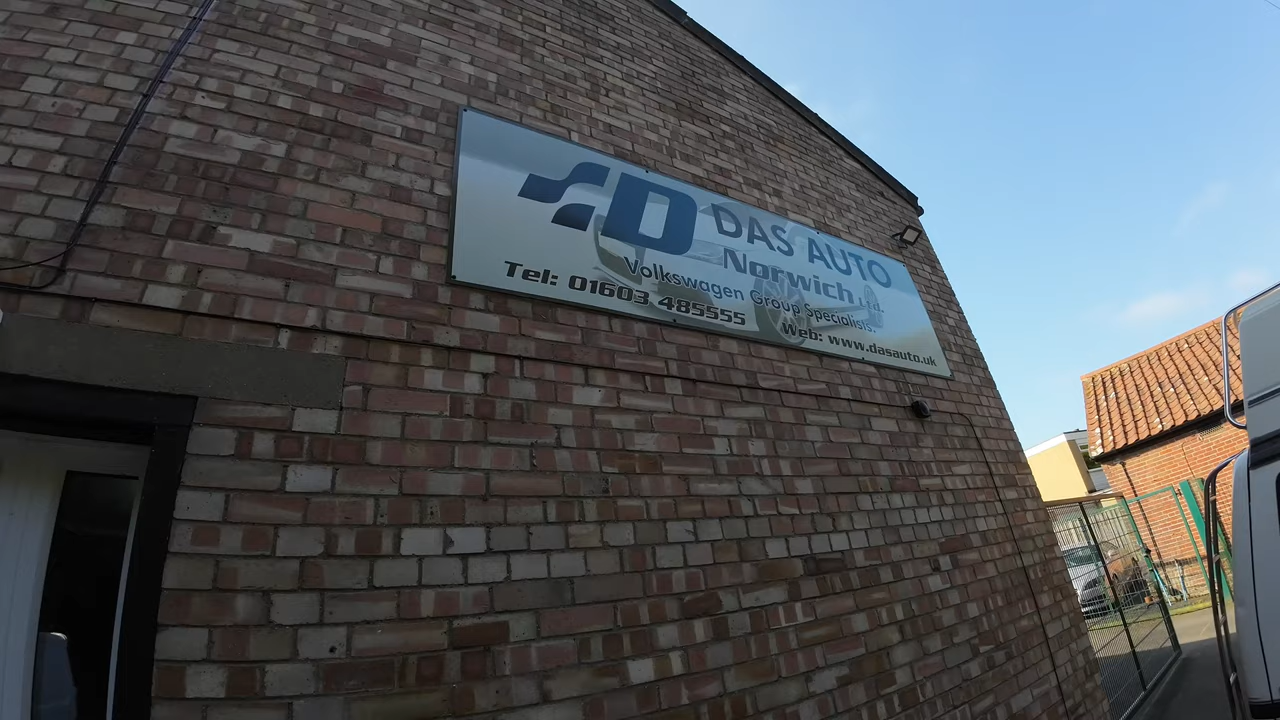 D DAS AUTO
Norwich Ltd.
Volkswagen Group Specialists.
Tel: 01603 485555
Web: www.dasauto.uk